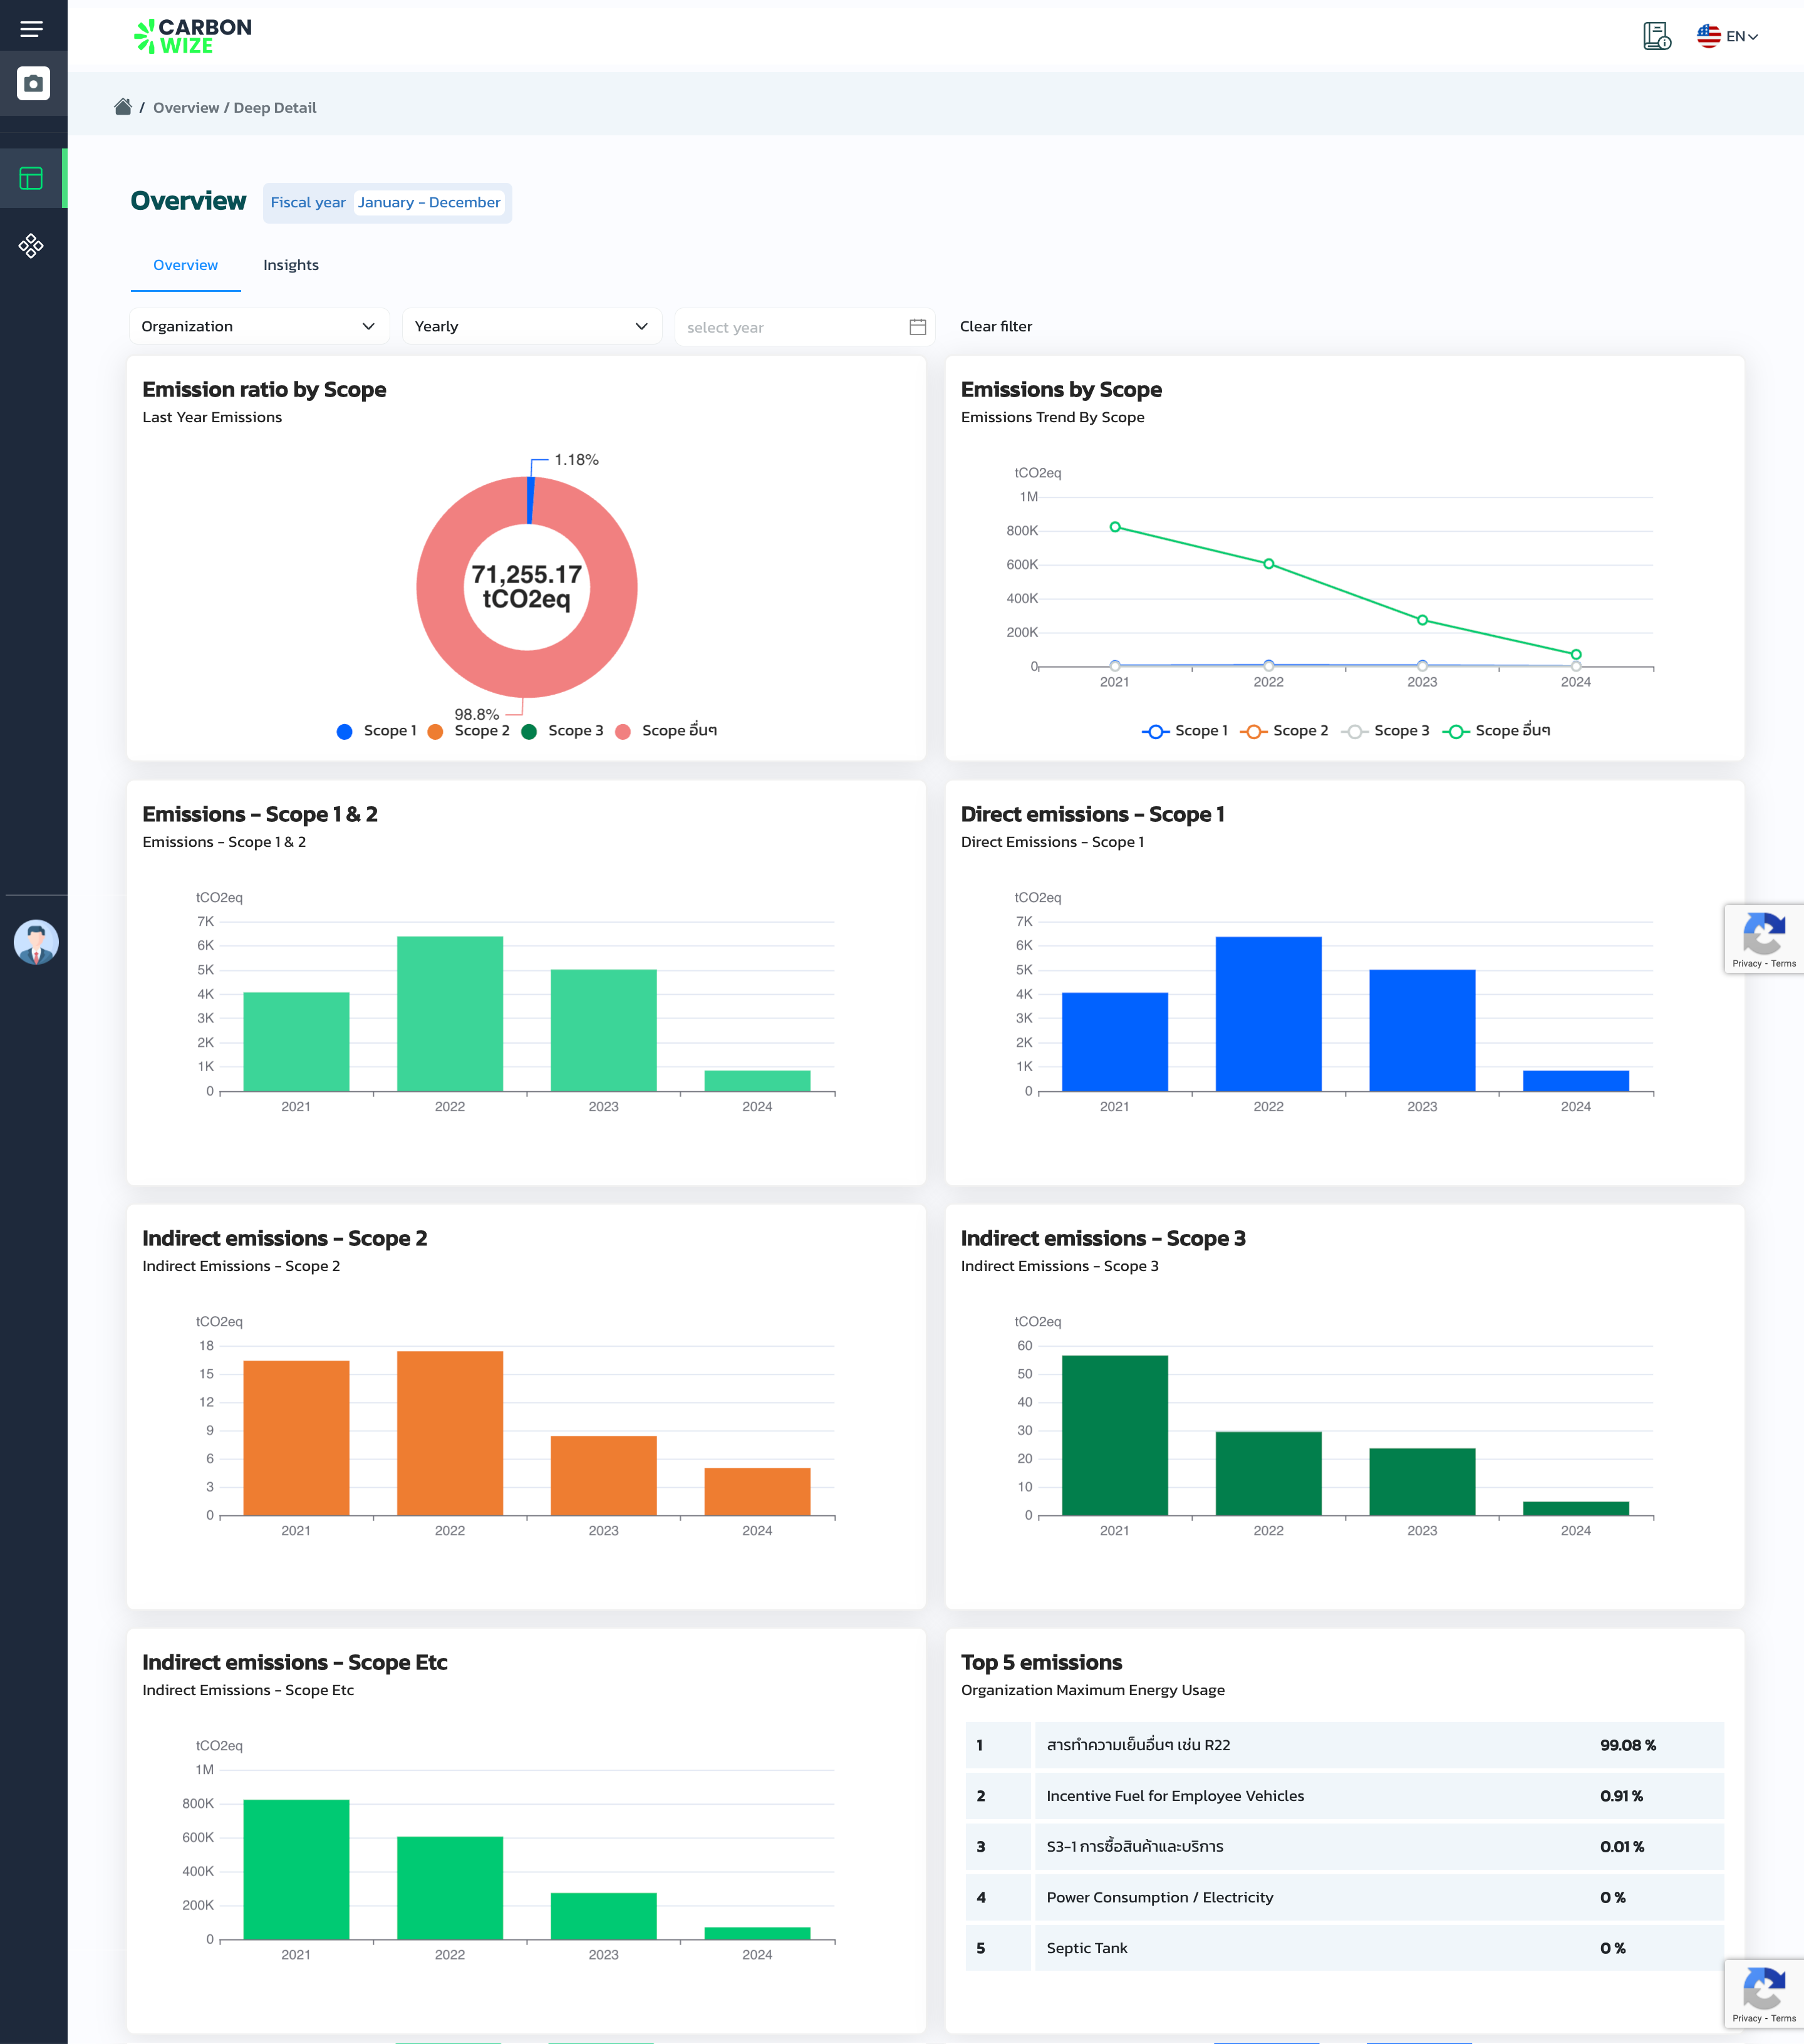 CARBON
WIZE
EN
/ Overview / Deep Detail
Overview
Fiscal year January - December
Overview Insights
Organization Yearly select year Clear filter
Emission ratio by Scope
Last Year Emissions
1.18%
71,255.17
tCO2eq
98.8%
Scope 1 Scope 2 Scope 3 Scope อื่นๆ
Emissions by Scope
Emissions Trend By Scope
tCO2eq
1M
800K
600K
400K
200K
0
2021 2022 2023 2024
Scope 1 Scope 2 Scope 3 Scope อื่นๆ
Emissions - Scope 1 & 2
Emissions - Scope 1 & 2
tCO2eq
7K
6K
5K
4K
3K
2K
1K
0
2021 2022 2023 2024
Direct emissions - Scope 1
Direct Emissions - Scope 1
tCO2eq
7K
6K
5K
4K
3K
2K
1K
0
2021 2022 2023 2024
Privacy - Terms
Indirect emissions - Scope 2
Indirect Emissions - Scope 2
tCO2eq
18
15
12
9
6
3
0
2021 2022 2023 2024
Indirect emissions - Scope 3
Indirect Emissions - Scope 3
tCO2eq
60
50
40
30
20
10
0
2021 2022 2023 2024
Indirect emissions - Scope Etc
Indirect Emissions - Scope Etc
tCO2eq
1M
800K
600K
400K
200K
0
2021 2022 2023 2024
Top 5 emissions
Organization Maximum Energy Usage
1 สารทำความเย็นอื่นๆ เช่น R22 99.08 %
2 Incentive Fuel for Employee Vehicles 0.91 %
3 S3-1 การซื้อสินค้าและบริการ 0.01 %
4 Power Consumption / Electricity 0 %
5 Septic Tank 0 %
Privacy - Terms